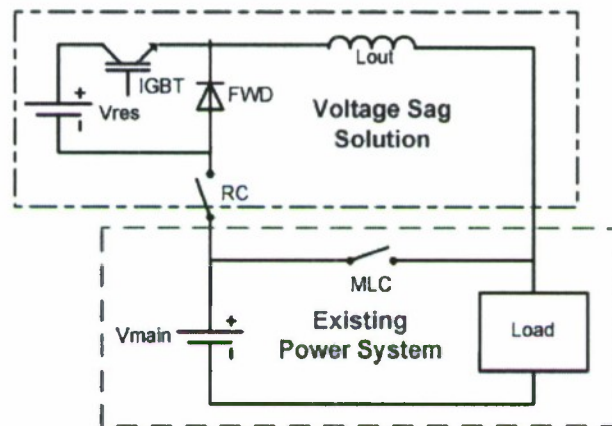 IGBT
Lout
Vres
FWD
Voltage Sag
Solution
RC
MLC
Vmain
Existing
Power System
Load